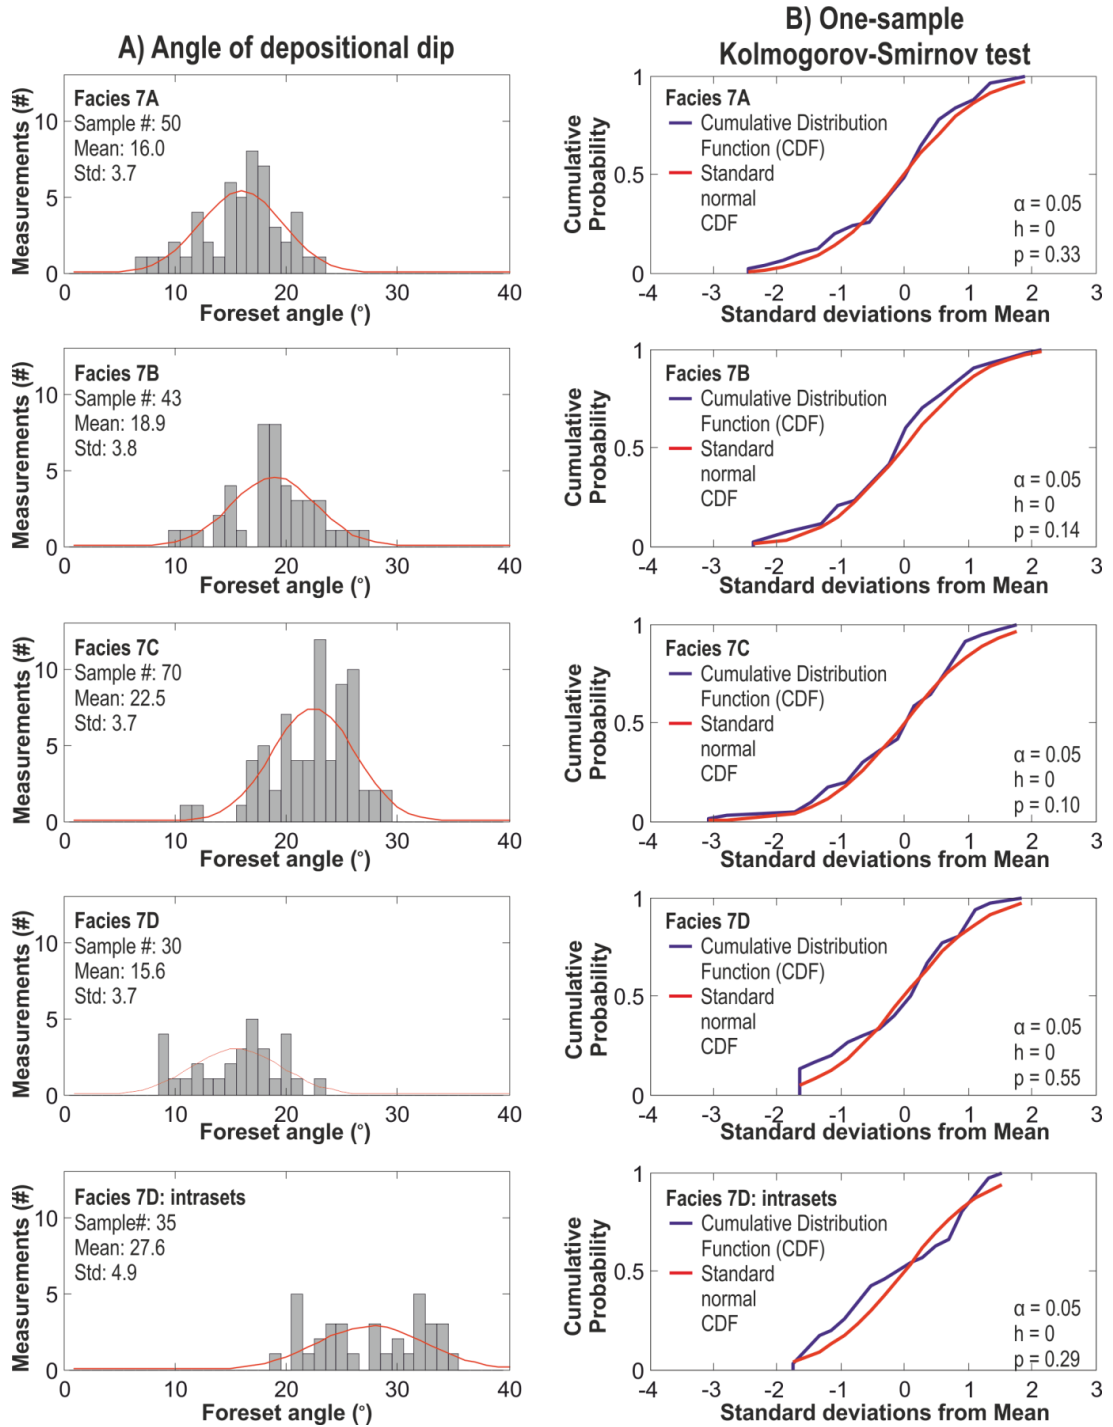 A) Angle of depositional dip
B) One-sample
Kolmogorov-Smirnov test
Measurements (#)
10
5
0
Facies 7A
Sample #: 50
Mean: 16.0
Std: 3.7
0 10 20 30 40
Foreset angle (°)
Cumulative
Probability
1
0.5
0
Facies 7A
Cumulative Distribution
Function (CDF)
Standard
normal
CDF
α = 0.05
h = 0
p = 0.33
-4 -3 -2 -1 0 1 2 3
Standard deviations from Mean
Measurements (#)
10
5
0
Facies 7B
Sample #: 43
Mean: 18.9
Std: 3.8
0 10 20 30 40
Foreset angle (°)
Cumulative
Probability
1
0.5
0
Facies 7B
Cumulative Distribution
Function (CDF)
Standard
normal
CDF
α = 0.05
h = 0
p = 0.14
-4 -3 -2 -1 0 1 2 3
Standard deviations from Mean
Measurements (#)
10
5
0
Facies 7C
Sample #: 70
Mean: 22.5
Std: 3.7
0 10 20 30 40
Foreset angle (°)
Cumulative
Probability
1
0.5
0
Facies 7C
Cumulative Distribution
Function (CDF)
Standard
normal
CDF
α = 0.05
h = 0
p = 0.10
-4 -3 -2 -1 0 1 2 3
Standard deviations from Mean
Measurements (#)
10
5
0
Facies 7D
Sample #: 30
Mean: 15.6
Std: 3.7
0 10 20 30 40
Foreset angle (°)
Cumulative
Probability
1
0.5
0
Facies 7D
Cumulative Distribution
Function (CDF)
Standard
normal
CDF
α = 0.05
h = 0
p = 0.55
-4 -3 -2 -1 0 1 2 3
Standard deviations from Mean
Measurements (#)
10
5
0
Facies 7D: intrasets
Sample#: 35
Mean: 27.6
Std: 4.9
0 10 20 30 40
Foreset angle (°)
Cumulative
Probability
1
0.5
0
Facies 7D: intrasets
Cumulative Distribution
Function (CDF)
Standard
normal
CDF
α = 0.05
h = 0
p = 0.29
-4 -3 -2 -1 0 1 2 3
Standard deviations from Mean